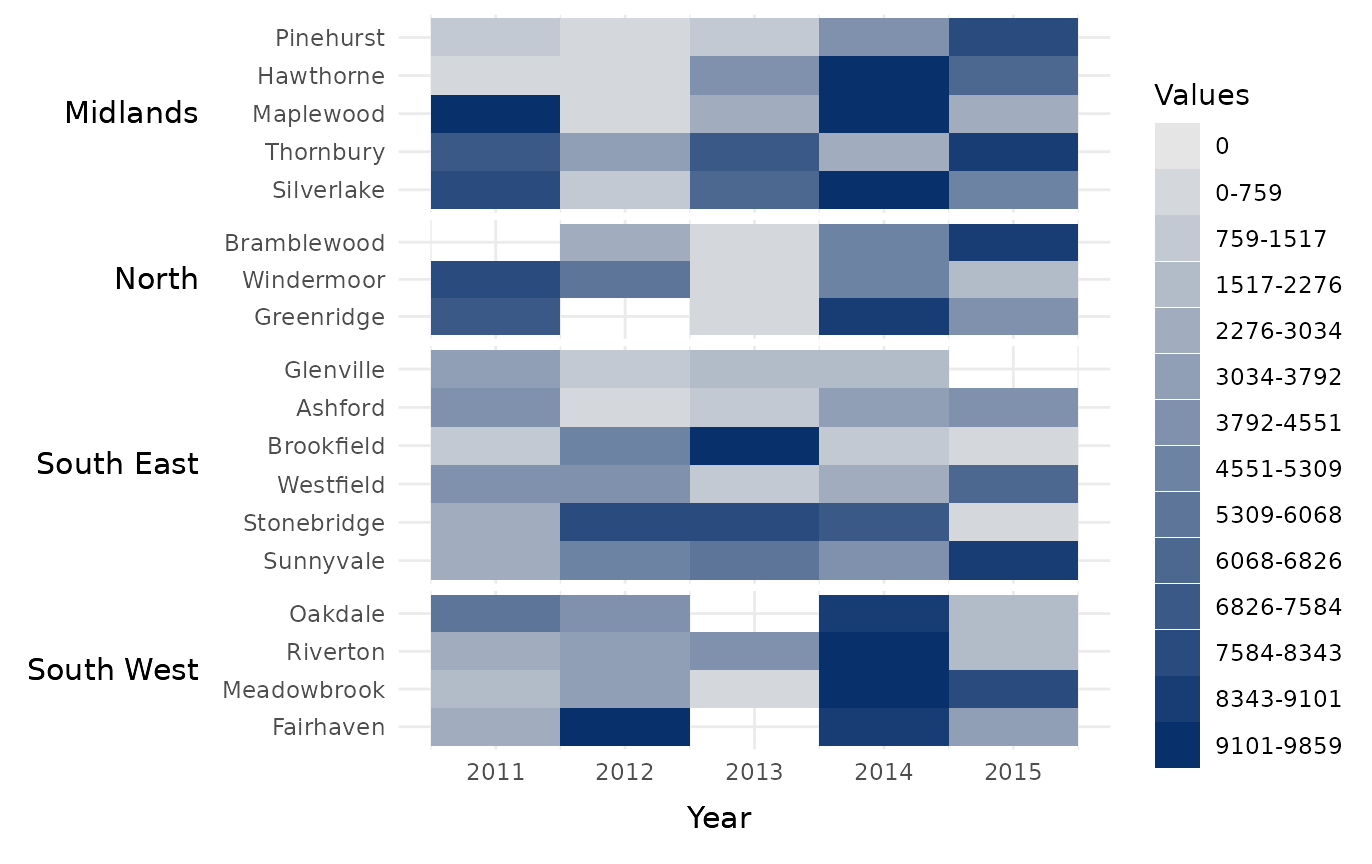 Midlands
Pinehurst
Hawthorne
Maplewood
Thornbury
Silverlake
North
Bramblewood
Windermoor
Greenridge
South East
Glenville
Ashford
Brookfield
Westfield
Stonebridge
Sunnyvale
South West
Oakdale
Riverton
Meadowbrook
Fairhaven
2011 2012 2013 2014 2015
Year
Values
0
0-759
759-1517
1517-2276
2276-3034
3034-3792
3792-4551
4551-5309
5309-6068
6068-6826
6826-7584
7584-8343
8343-9101
9101-9859